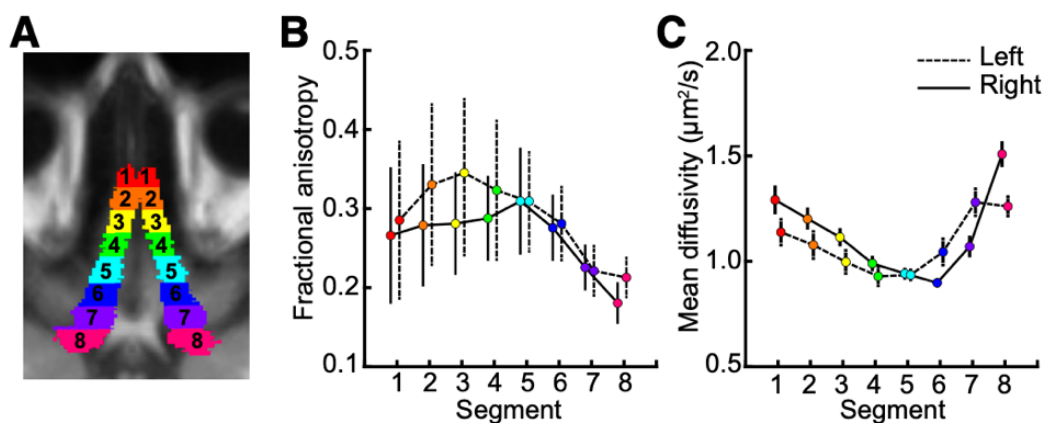 A
1 1
2 2
3 3
4 4
5 5
6 6
7 7
8 8
B
Fractional anisotropy
0.5
0.4
0.3
0.2
0.1
1 2 3 4 5 6 7 8
Segment
C
Mean diffusivity (μm²/s)
2.0
1.5
1.0
0.5
Left
Right
1 2 3 4 5 6 7 8
Segment